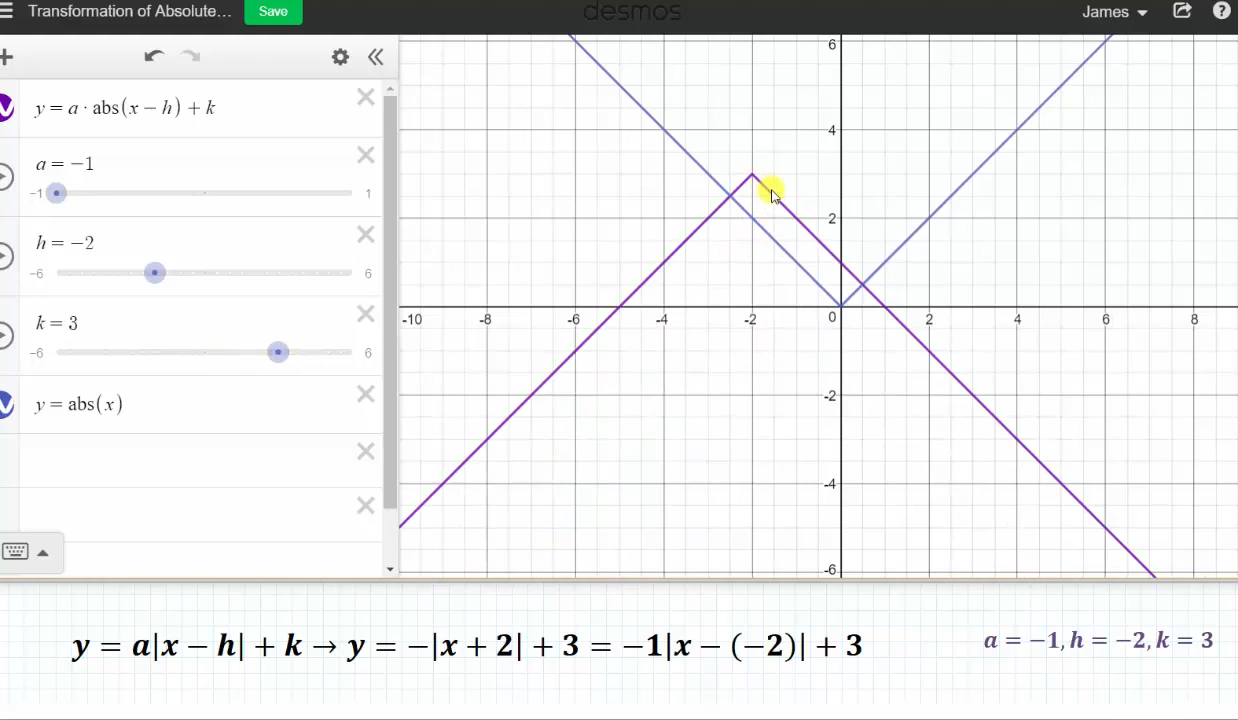 Transformation of Absolute... Save desmos James ?
y = a · abs(x − h) + k
a = −1
−1 1
h = −2
−6 6
k = 3
−6 6
y = abs(x)
6
4
2
-10 -8 -6 -4 -2 0 2 4 6 8
-2
-4
-6
y = a|x − h| + k → y = −|x + 2| + 3 = −1|x − (−2)| + 3
a = −1, h = −2, k = 3